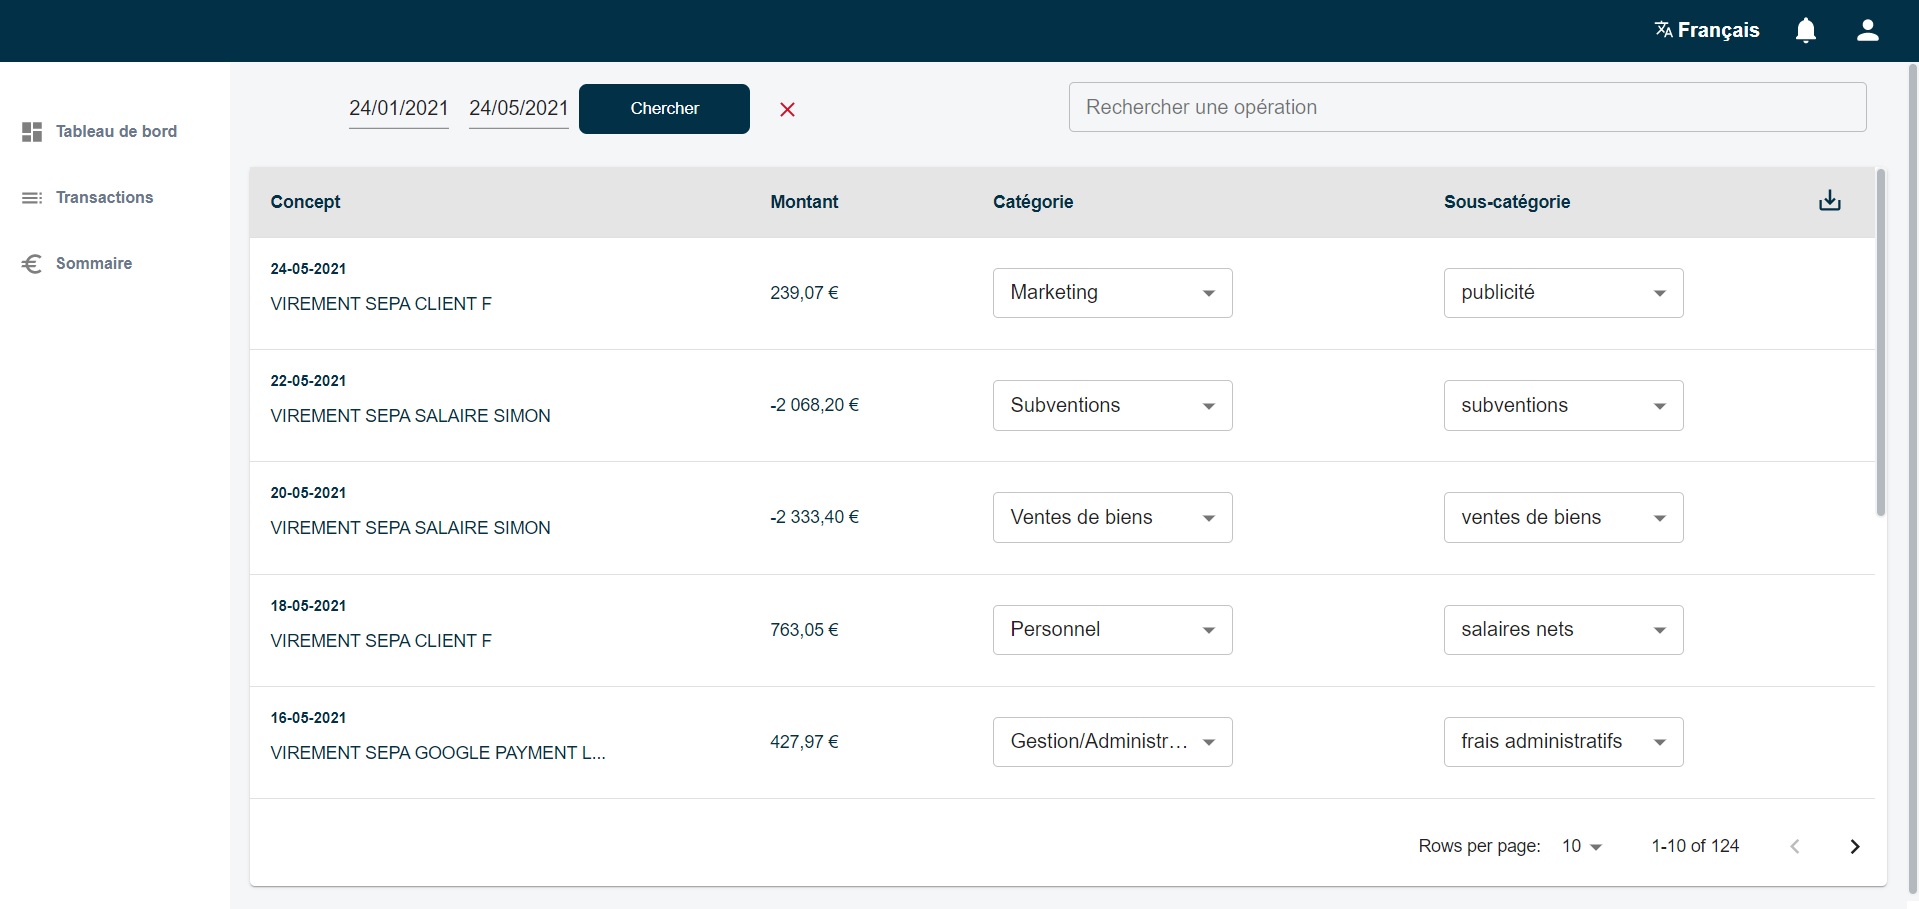 Français
Tableau de bord
Transactions
Sommaire
24/01/2021 24/05/2021 Chercher
Rechercher une opération
Concept Montant Catégorie Sous-catégorie
24-05-2021
VIREMENT SEPA CLIENT F
239,07 € Marketing publicité
22-05-2021
VIREMENT SEPA SALAIRE SIMON
-2 068,20 € Subventions subventions
20-05-2021
VIREMENT SEPA SALAIRE SIMON
-2 333,40 € Ventes de biens ventes de biens
18-05-2021
VIREMENT SEPA CLIENT F
763,05 € Personnel salaires nets
16-05-2021
VIREMENT SEPA GOOGLE PAYMENT L...
427,97 € Gestion/Administr... frais administratifs
Rows per page: 10 1-10 of 124